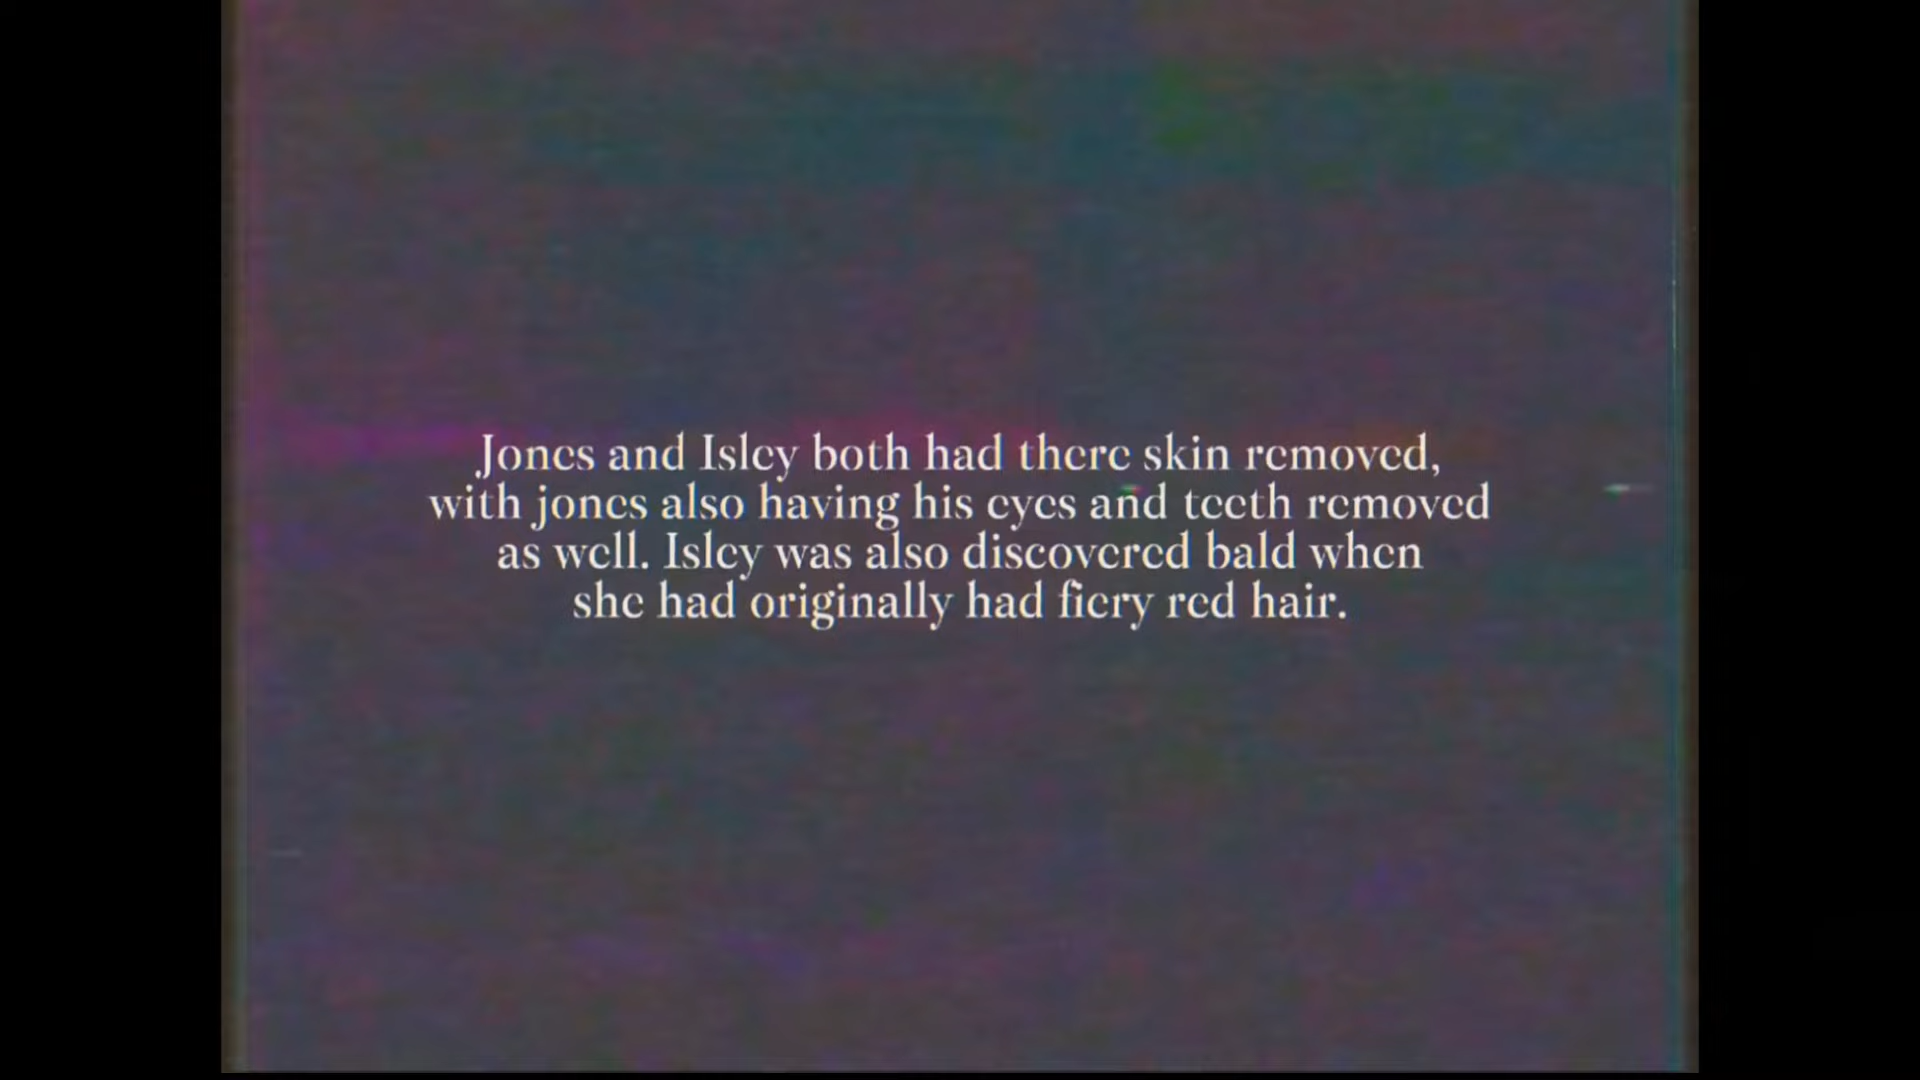 Jones and Isley both had there skin removed,
with jones also having his eyes and teeth removed
as well. Isley was also discovered bald when
she had originally had fiery red hair.